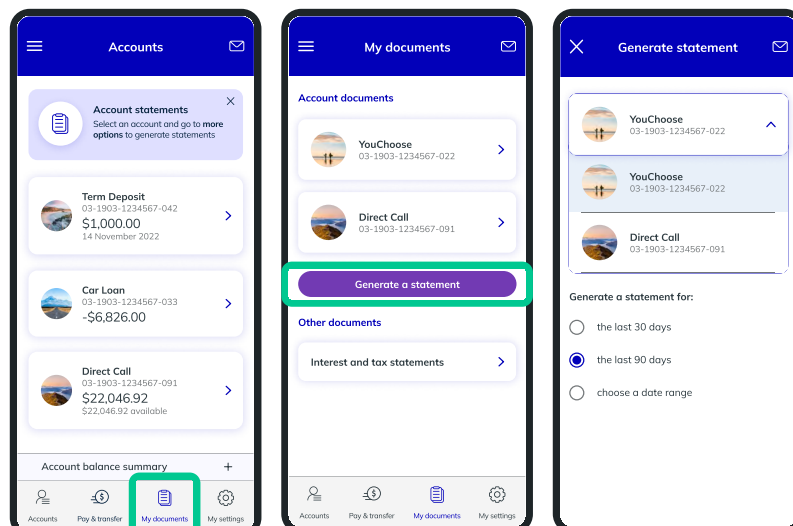 Accounts
Account statements
Select an account and go to more
options to generate statements
Term Deposit
03-1903-1234567-042
$1,000.00
14 November 2022
Car Loan
03-1903-1234567-033
-$6,826.00
Direct Call
03-1903-1234567-091
$22,046.92
$22,046.92 available
Account balance summary +
Accounts Pay & transfer My documents My settings
My documents
Account documents
YouChoose
03-1903-1234567-022
Direct Call
03-1903-1234567-091
Generate a statement
Other documents
Interest and tax statements
Accounts Pay & transfer My documents My settings
Generate statement
YouChoose
03-1903-1234567-022
YouChoose
03-1903-1234567-022
Direct Call
03-1903-1234567-091
Generate a statement for:
the last 30 days
the last 90 days
choose a date range